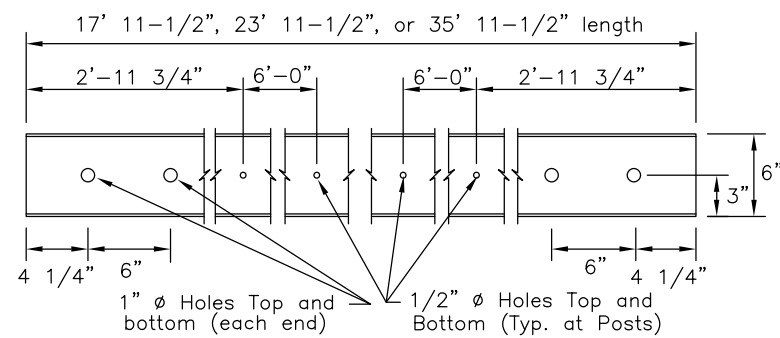 17' 11-1/2", 23' 11-1/2", or 35' 11-1/2" length
2'-11 3/4" 6'-0" 6'-0" 2'-11 3/4"
6"
3"
4 1/4" 6" 6" 4 1/4"
1" ø Holes Top and
bottom (each end)
1/2" ø Holes Top and
Bottom (Typ. at Posts)